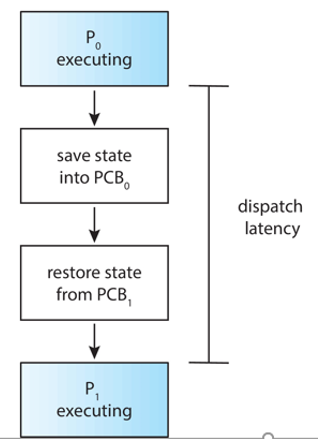 P₀
executing
save state
into PCB₀
dispatch
latency
restore state
from PCB₁
P₁
executing